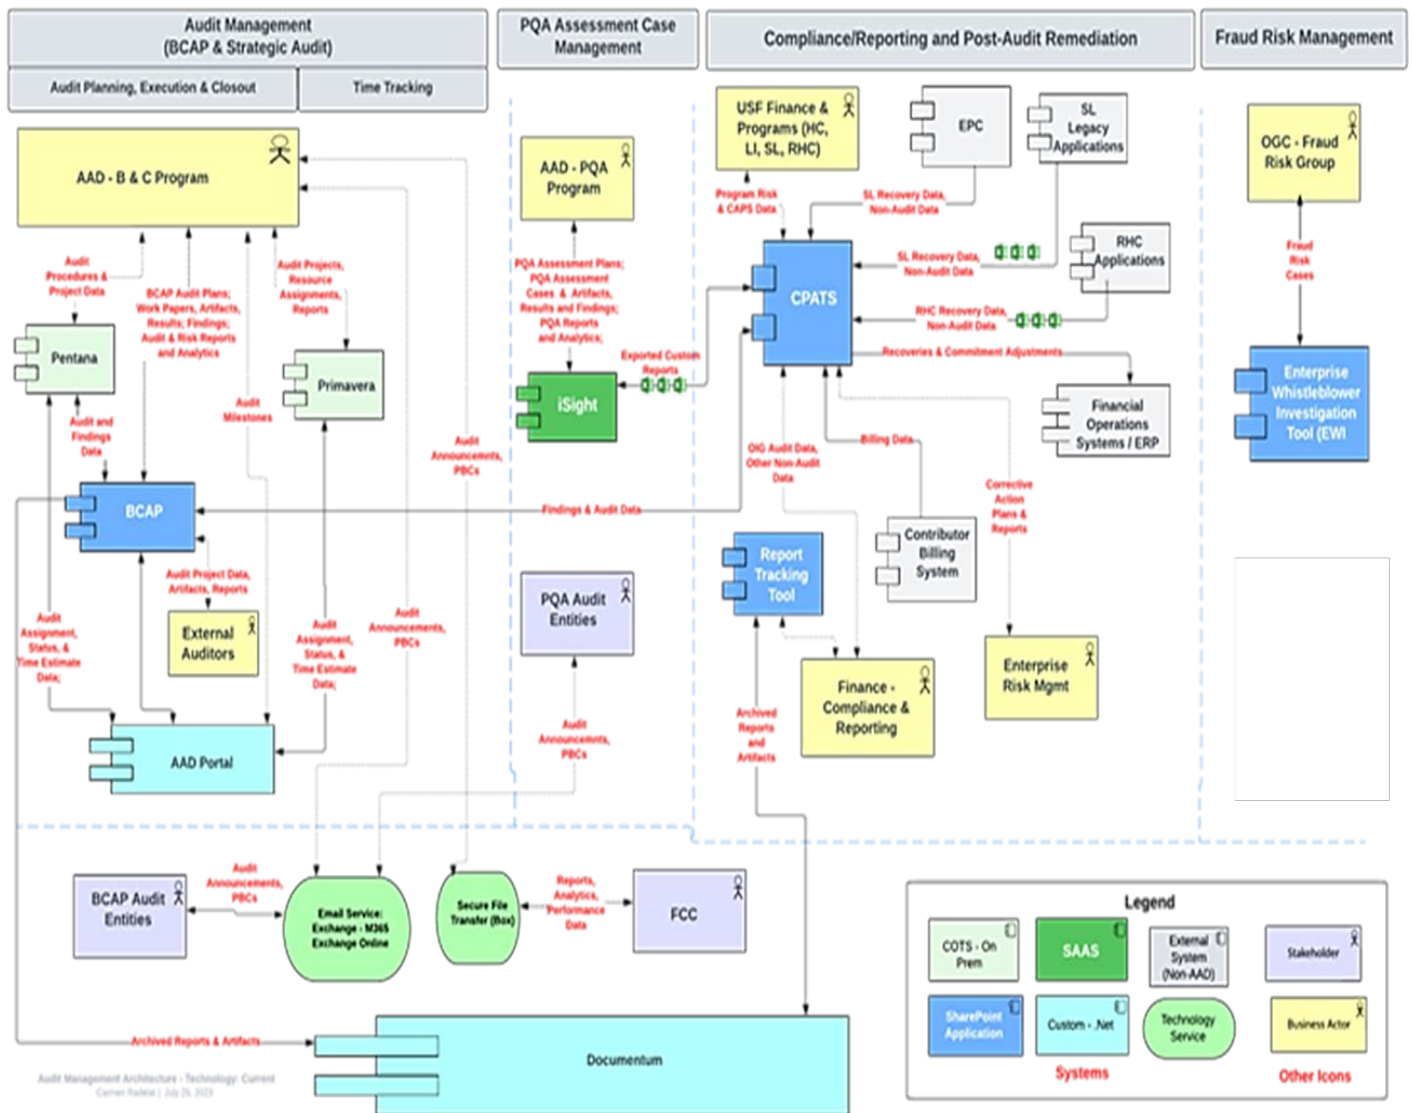 Audit Management
(BCAP & Strategic Audit)
PQA Assessment Case
Management
Compliance/Reporting and Post-Audit Remediation
Fraud Risk Management
Audit Planning, Execution & Closout
Time Tracking
AAD - B & C Program
AAD - PQA
Program
USF Finance &
Programs (HC,
LI, SL, RHC)
EPC
SL
Legacy
Applications
OGC - Fraud
Risk Group
Program Risk
& CAPS Data
SL Recovery Data,
Non-Audit Data
Audit
Procedures &
Project Data
BCAP Audit Plans;
Work Papers, Artifacts,
Results; Findings;
Audit & Risk Reports
and Analytics
Audit Projects,
Resource
Assignments,
Reports
PQA Assessment Plans;
PQA Assessment
Cases & Artifacts,
Results and Findings;
PQA Reports
and Analytics;
CPATS
SL Recovery Data,
Non-Audit Data
RHC
Applications
Fraud
Risk
Cases
RHC Recovery Data,
Non-Audit Data
Recoveries & Commitment Adjustments
Pentana
Primavera
Exported Custom
Reports
iSight
Financial
Operations
Systems / ERP
Enterprise
Whistleblower
Investigation
Tool (EWI
Audit and
Findings
Data
Audit
Milestones
Audit
Announcemnts,
PBCs
OIG Audit Data,
Other Non-Audit
Data
Billing Data
Corrective
Action
Plans &
Reports
BCAP
Findings & Audit Data
Contributor
Billing
System
Report
Tracking
Tool
Audit Project Data,
Artifacts, Reports
External
Auditors
PQA Audit
Entities
Audit
Assignment,
Status, &
Time Estimate
Data;
Audit
Assignment,
Status, &
Time Estimate
Data;
Audit
Announcements,
PBCs
Finance -
Compliance &
Reporting
Enterprise
Risk Mgmt
Archived
Reports
and
Artifacts
Audit
Announcemnts,
PBCs
AAD Portal
BCAP Audit
Entities
Audit
Announcements,
PBCs
Email Service:
Exchange - M365
Exchange Online
Secure File
Transfer (Box)
Reports,
Analytics,
Performance
Data
FCC
Legend
COTS - On
Prem
SAAS
External
System
(Non-AAD)
Stakeholder
SharePoint
Application
Custom - .Net
Technology
Service
Business Actor
Systems
Other Icons
Archived Reports & Artifacts
Documentum
Audit Management Architecture - Technology: Current